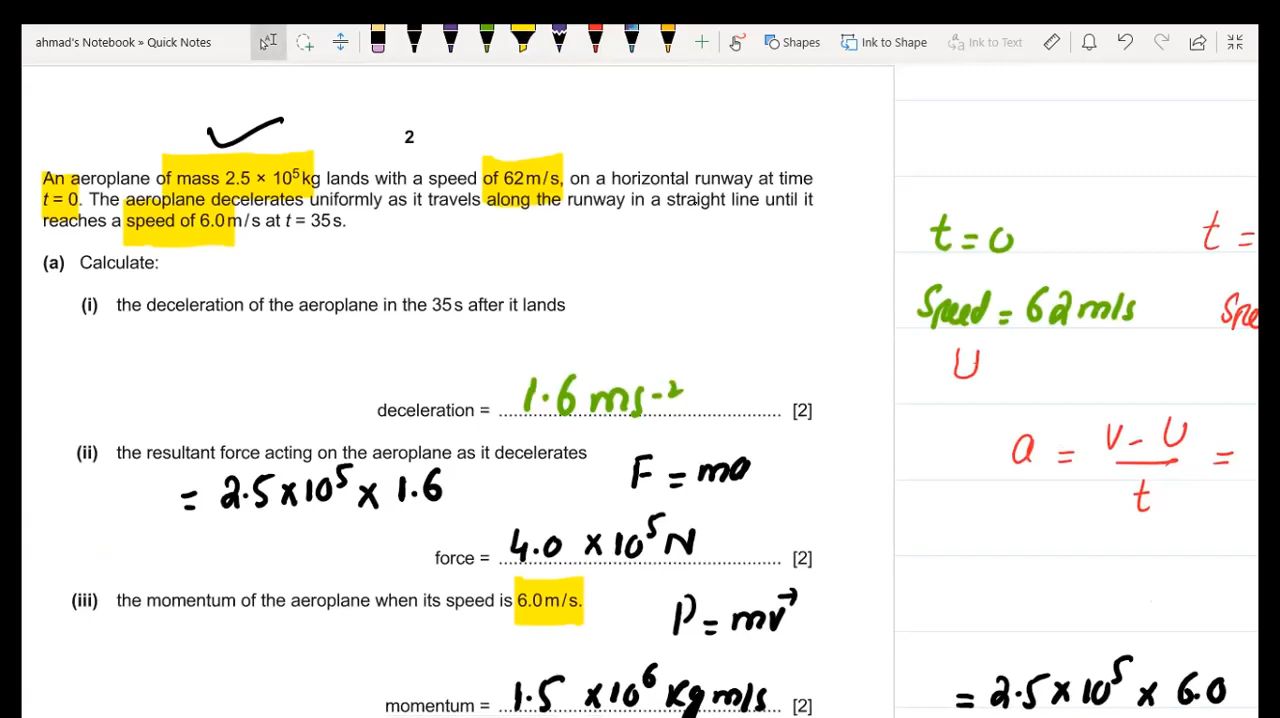 ahmad's Notebook » Quick Notes
Shapes
Ink to Shape
Ink to Text
2
An aeroplane of mass 2.5 × 10⁵ kg lands with a speed of 62 m/s, on a horizontal runway at time
t = 0. The aeroplane decelerates uniformly as it travels along the runway in a straight line until it
reaches a speed of 6.0 m/s at t = 35 s.
(a) Calculate:
(i) the deceleration of the aeroplane in the 35 s after it lands
deceleration = 1.6 ms-² [2]
(ii) the resultant force acting on the aeroplane as it decelerates
F = ma
= 2.5 × 10⁵ × 1.6
force = 4.0 × 10⁵ N [2]
(iii) the momentum of the aeroplane when its speed is 6.0 m/s.
P = mv⃗
momentum = 1.5 × 10⁶ kg m/s [2]
t = 0
t =
Speed = 62 m/s
Spee
U
a = V - U / t =
= 2.5 × 10⁵ × 6.0